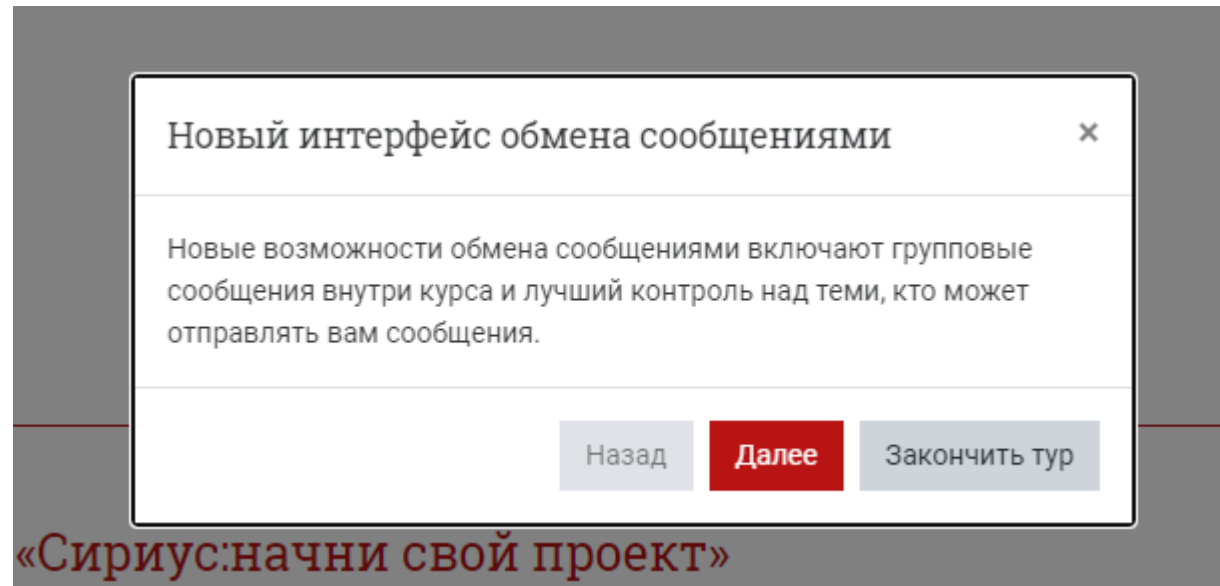 Новый интерфейс обмена сообщениями ×
Новые возможности обмена сообщениями включают групповые
сообщения внутри курса и лучший контроль над теми, кто может
отправлять вам сообщения.
Назад Далее Закончить тур
«Сириус:начни свой проект»